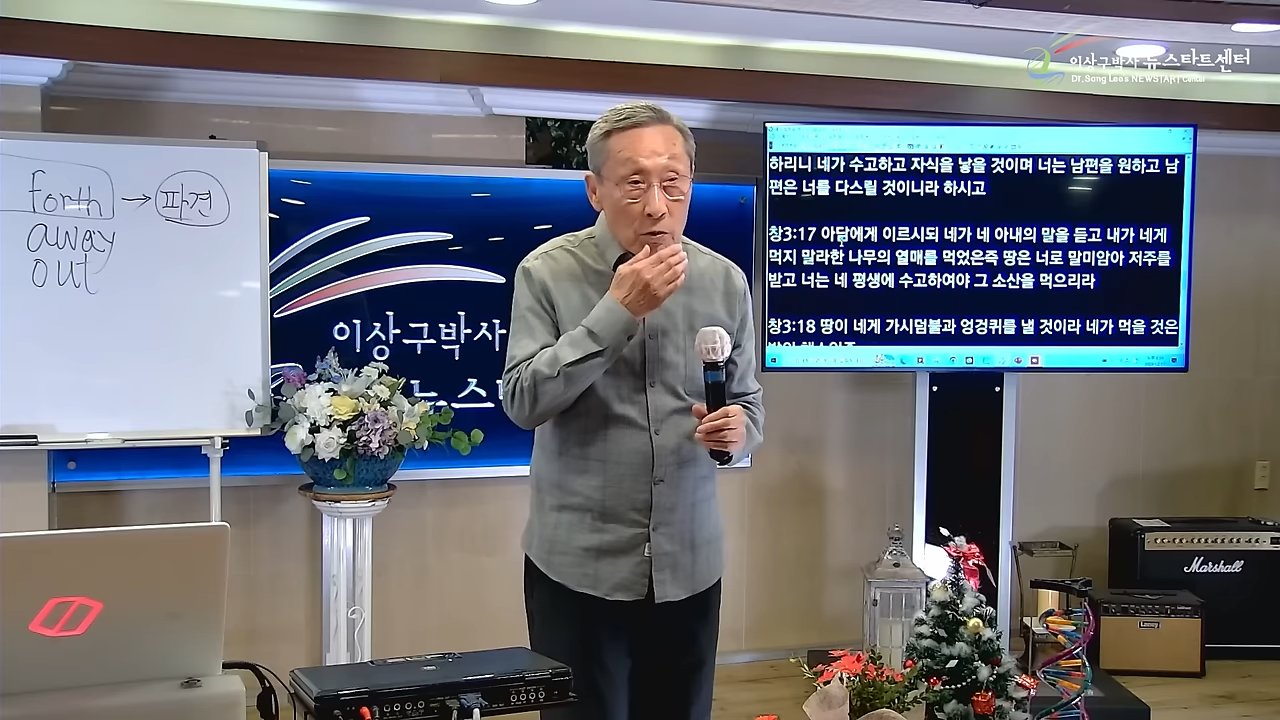 이상구박사 뉴스타트센터
Dr.Sang Lee's NEWSTART Center
forth → 파견
away
out
이상구박사
뉴스
하리니 네가 수고하고 자식을 낳을 것이며 너는 남편을 원하고 남
편은 너를 다스릴 것이니라 하시고
창3:17 아담에게 이르시되 네가 네 아내의 말을 듣고 내가 네게
먹지 말라한 나무의 열매를 먹었은즉 땅은 너로 말미암아 저주를
받고 너는 네 평생에 수고하여야 그 소산을 먹으리라
창3:18 땅이 네게 가시덤불과 엉겅퀴를 낼 것이라 네가 먹을 것은
Marshall
Laney